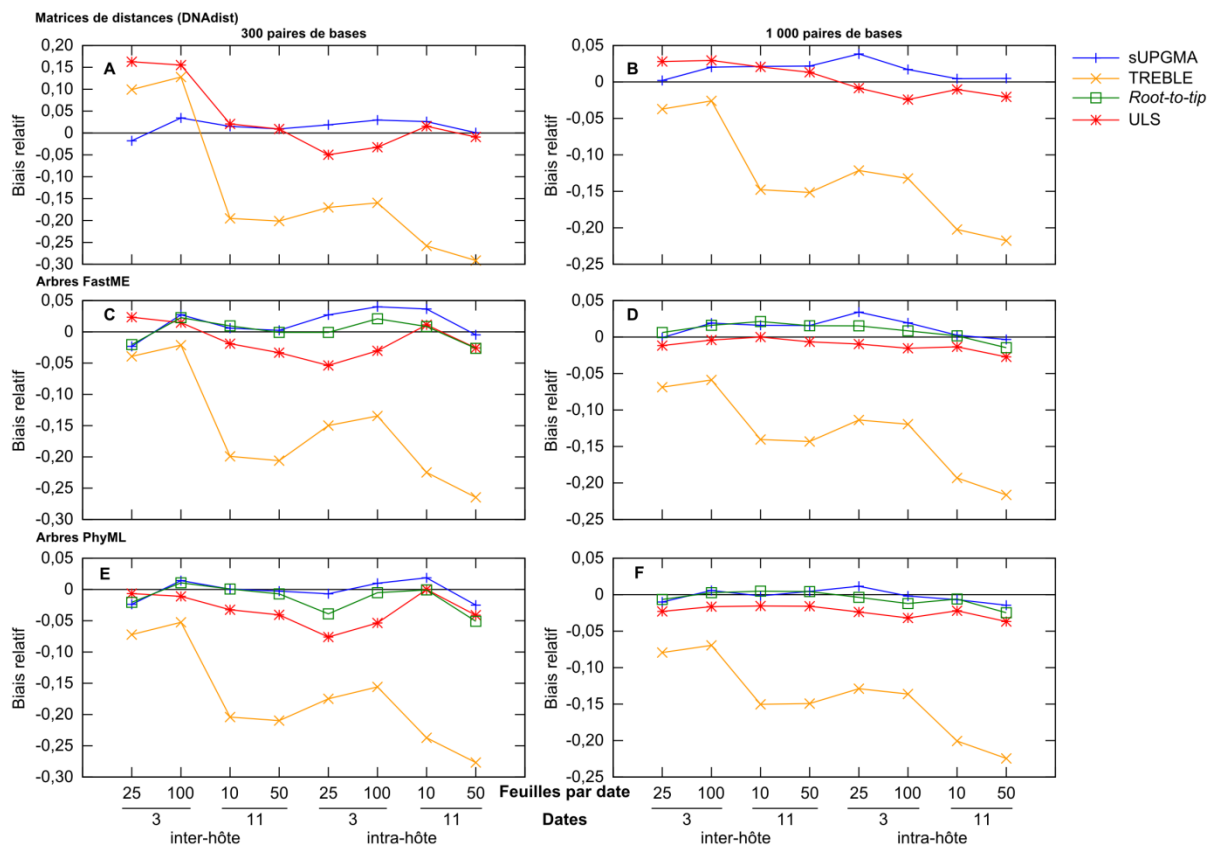 Matrices de distances (DNAdist)
300 paires de bases
1 000 paires de bases
A
0,20
0,15
0,10
0,05
0
-0,05
-0,10
-0,15
-0,20
-0,25
-0,30
Biais relatif
B
0,05
0
-0,05
-0,10
-0,15
-0,20
-0,25
Biais relatif
sUPGMA
TREBLE
Root-to-tip
ULS
Arbres FastME
C
0,05
0
-0,05
-0,10
-0,15
-0,20
-0,25
-0,30
Biais relatif
D
0,05
0
-0,05
-0,10
-0,15
-0,20
-0,25
Biais relatif
Arbres PhyML
E
0,05
0
-0,05
-0,10
-0,15
-0,20
-0,25
-0,30
Biais relatif
F
0,05
0
-0,05
-0,10
-0,15
-0,20
-0,25
Biais relatif
25 100 10 50 25 100 10 50 Feuilles par date 25 100 10 50 25 100 10 50
3 11 3 11 Dates 3 11 3 11
inter-hôte intra-hôte inter-hôte intra-hôte